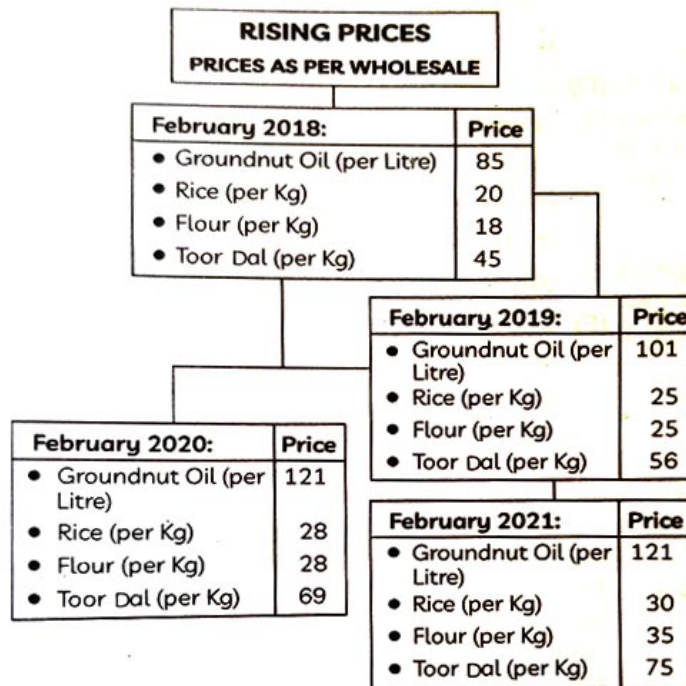 RISING PRICES
PRICES AS PER WHOLESALE
February 2018: Price
• Groundnut Oil (per Litre) 85
• Rice (per Kg) 20
• Flour (per Kg) 18
• Toor Dal (per Kg) 45
February 2019: Price
• Groundnut Oil (per 101
Litre)
• Rice (per Kg) 25
• Flour (per Kg) 25
• Toor Dal (per Kg) 56
February 2020: Price
• Groundnut Oil (per 121
Litre)
• Rice (per Kg) 28
• Flour (per Kg) 28
• Toor Dal (per Kg) 69
February 2021: Price
• Groundnut Oil (per 121
Litre)
• Rice (per Kg) 30
• Flour (per Kg) 35
• Toor Dal (per Kg) 75